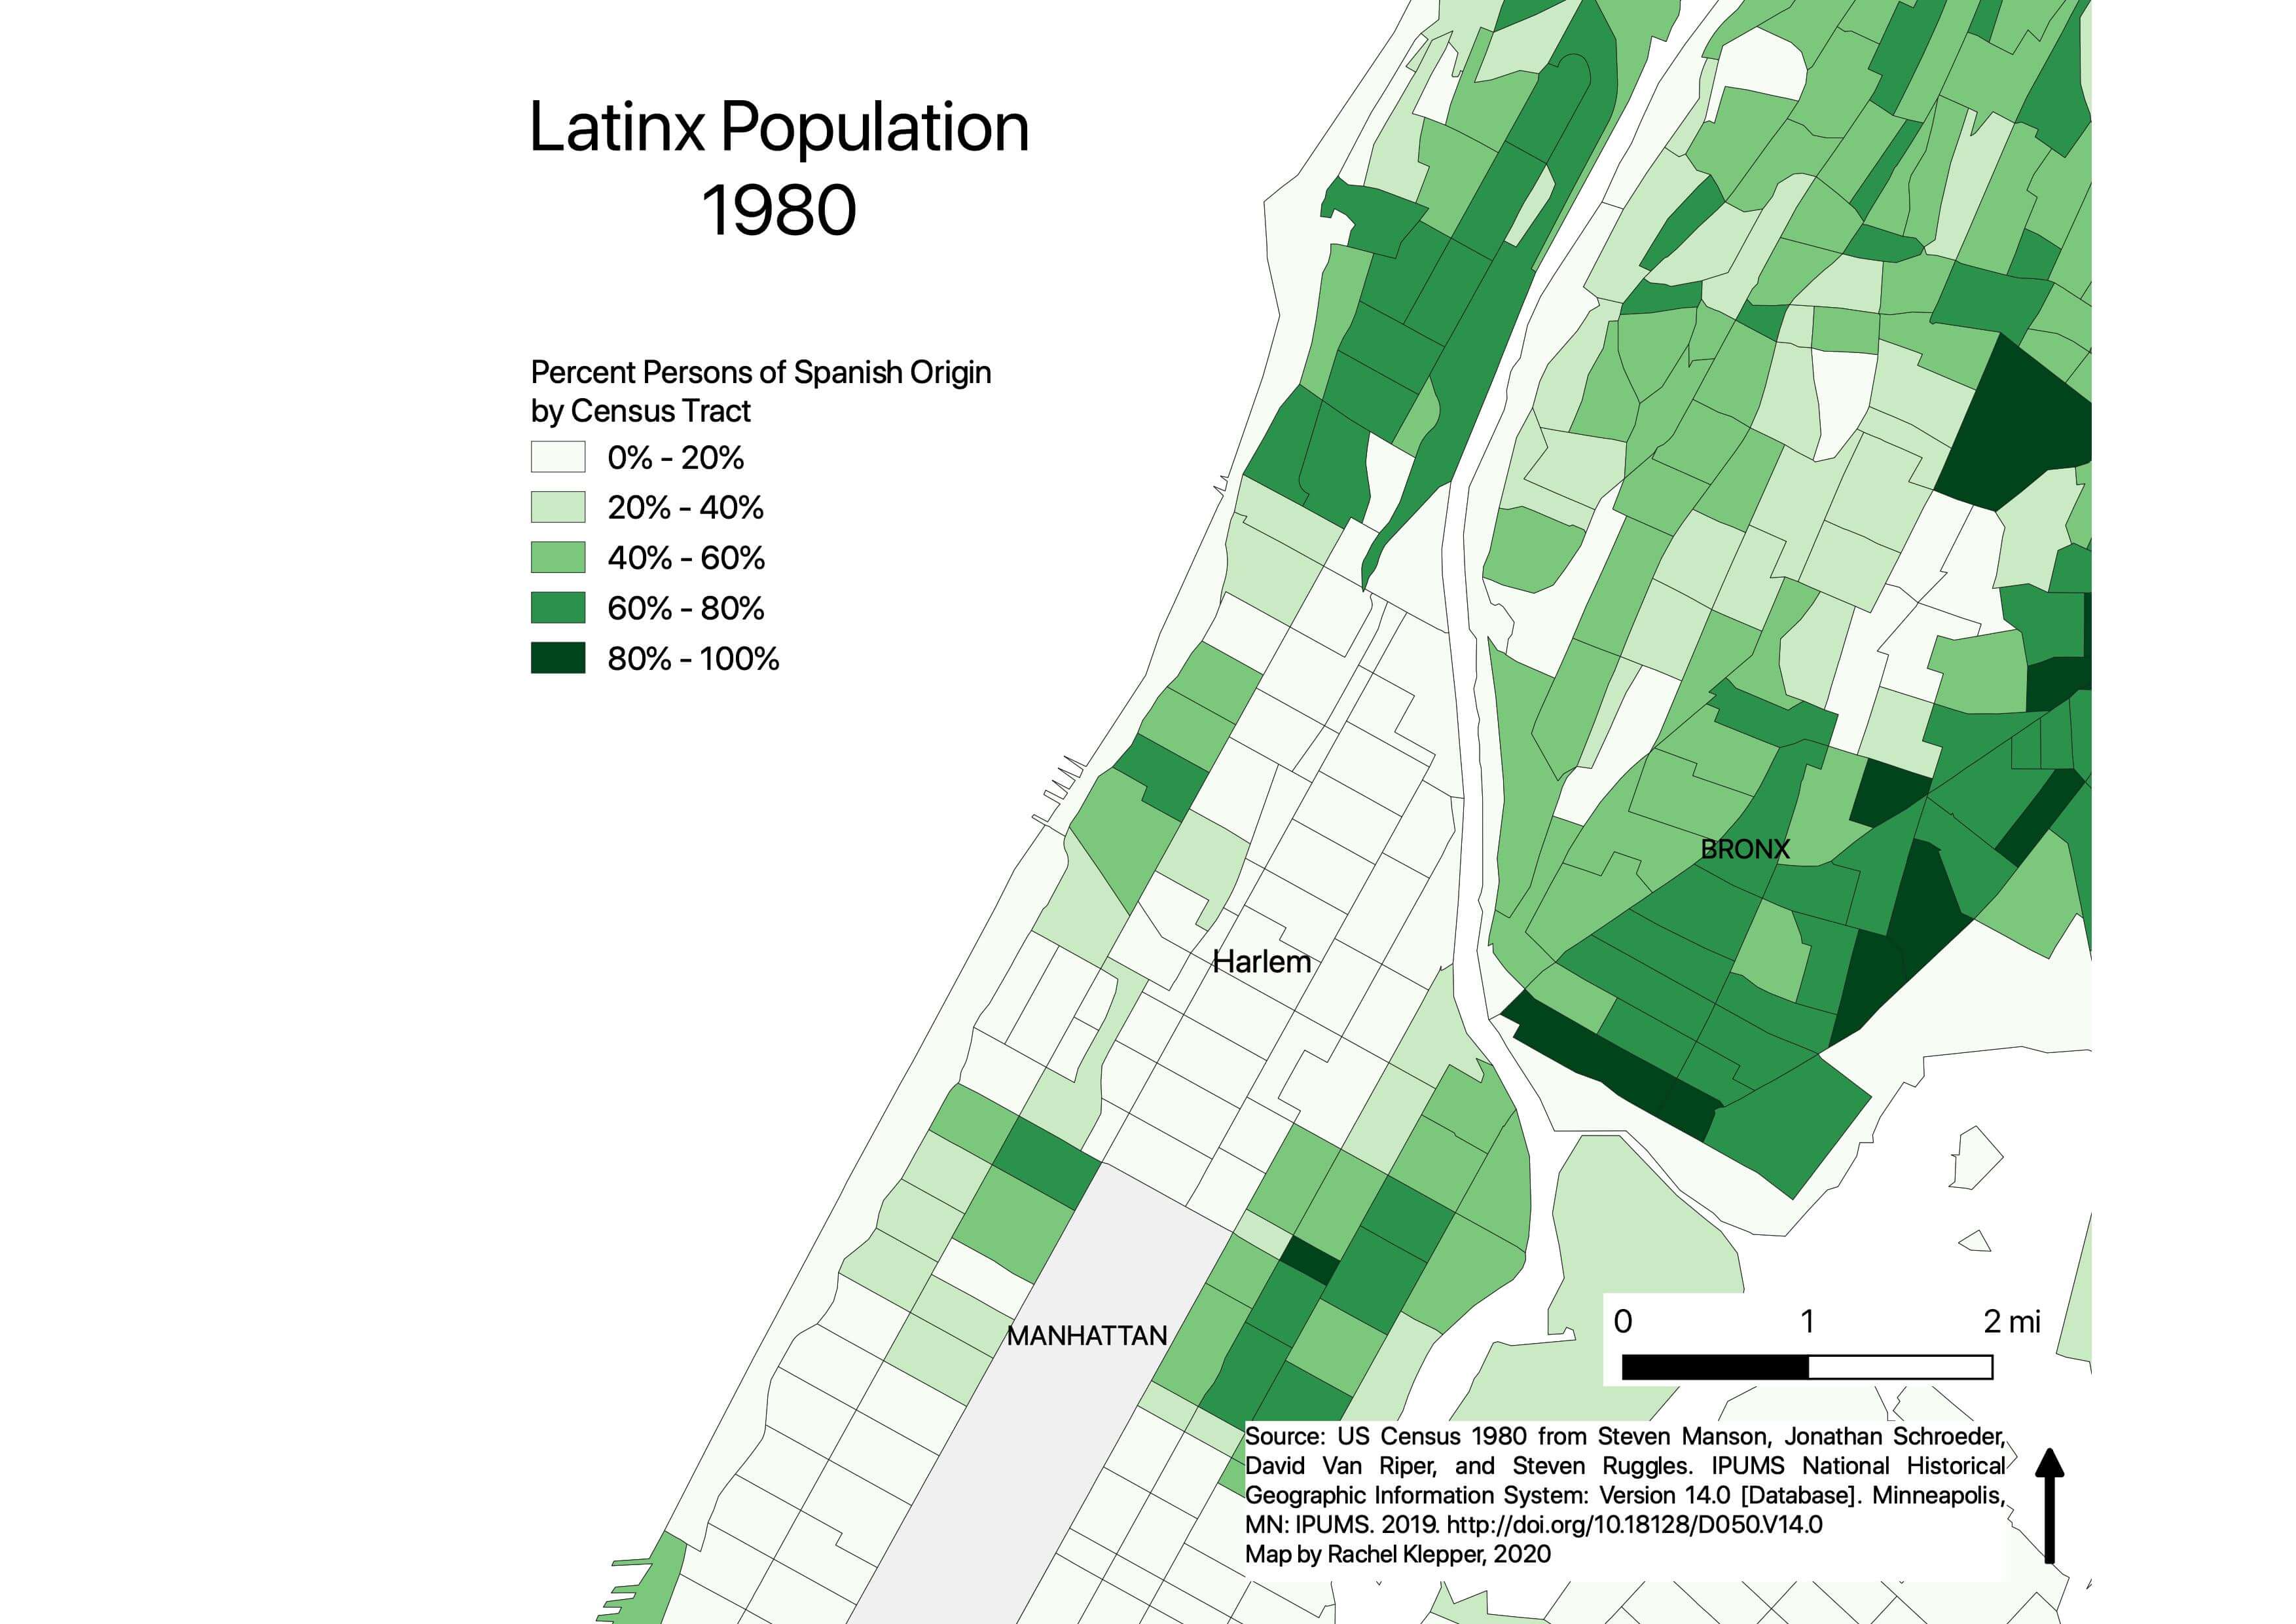 Latinx Population
1980
Percent Persons of Spanish Origin
by Census Tract
0% - 20%
20% - 40%
40% - 60%
60% - 80%
80% - 100%
BRONX
Harlem
MANHATTAN
0 1 2 mi
Source: US Census 1980 from Steven Manson, Jonathan Schroeder,
David Van Riper, and Steven Ruggles. IPUMS National Historical
Geographic Information System: Version 14.0 [Database]. Minneapolis,
MN: IPUMS. 2019. http://doi.org/10.18128/D050.V14.0
Map by Rachel Klepper, 2020